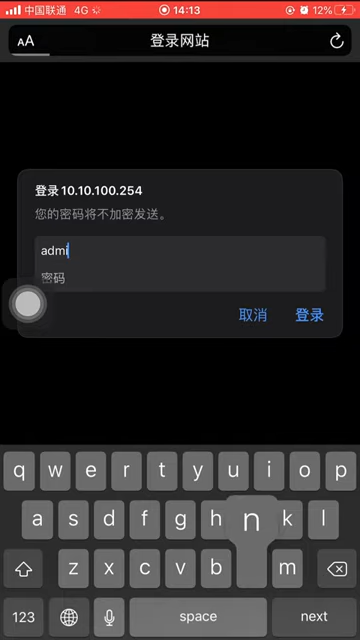 中国联通 4G 14:13 12%
AA 登录网站
登录 10.10.100.254
您的密码将不加密发送。
admi
密码
取消 登录
q w e r t y u i o p
a s d f g h n k l
z x c v b m
123 space next